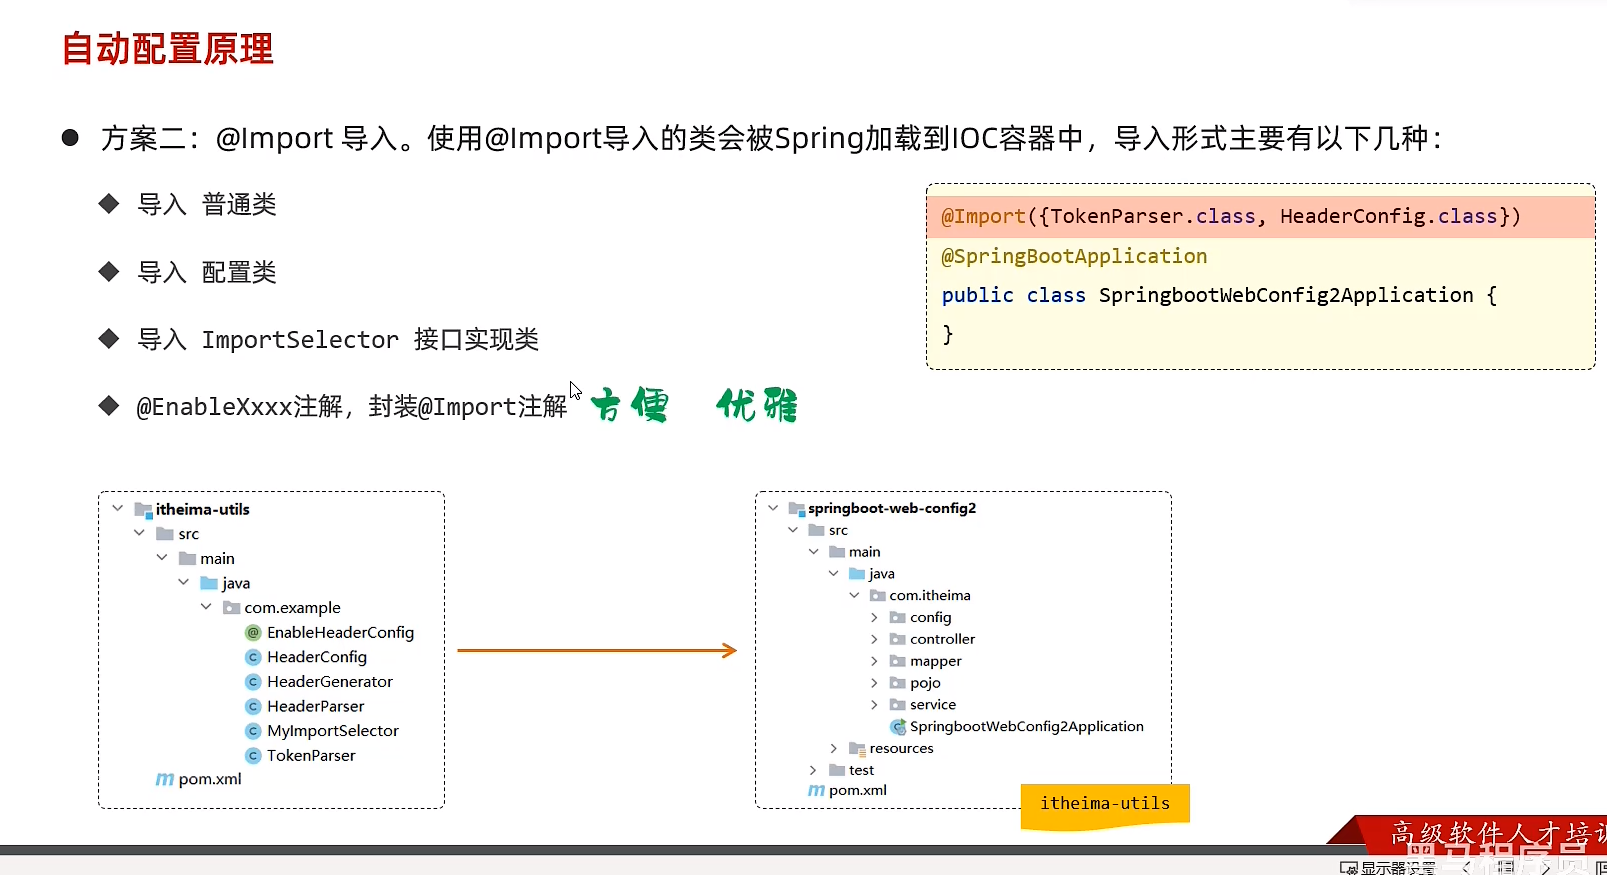 自动配置原理
方案二：@Import 导入。使用@Import导入的类会被Spring加载到IOC容器中，导入形式主要有以下几种：
导入 普通类
导入 配置类
导入 ImportSelector 接口实现类
@EnableXxxx注解，封装@Import注解 方便 优雅
@Import({TokenParser.class, HeaderConfig.class})
@SpringBootApplication
public class SpringbootWebConfig2Application {
}
itheima-utils
src
main
java
com.example
EnableHeaderConfig
HeaderConfig
HeaderGenerator
HeaderParser
MyImportSelector
TokenParser
pom.xml
springboot-web-config2
src
main
java
com.itheima
config
controller
mapper
pojo
service
SpringbootWebConfig2Application
resources
test
pom.xml
itheima-utils
高级软件人才培训
黑马程序员
显示器设置